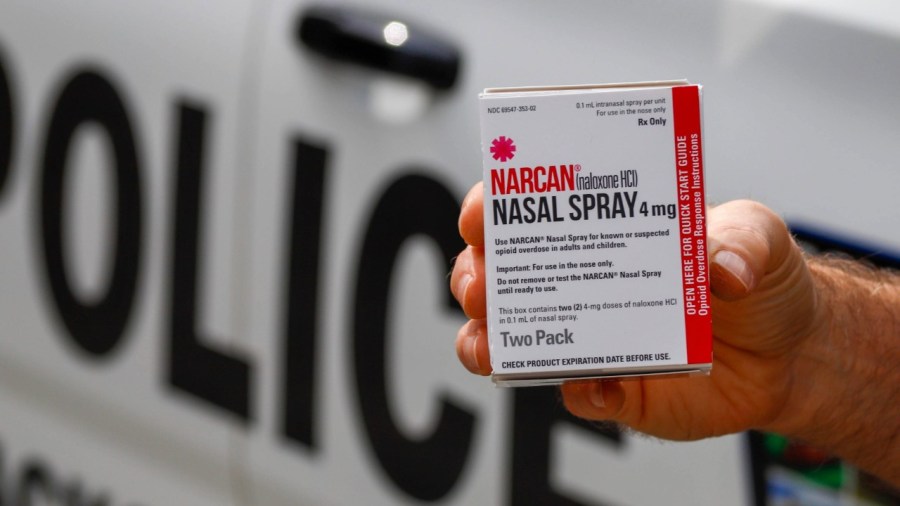 POLICE
NDC 69547-353-02
0.1 mL intranasal spray per unit
For use in the nose only
Rx Only
NARCAN® (naloxone HCl)
NASAL SPRAY 4 mg
Use NARCAN® Nasal Spray for known or suspected
opioid overdose in adults and children.
Important: For use in the nose only.
Do not remove or test the NARCAN® Nasal Spray
until ready to use.
This box contains two (2) 4-mg doses of naloxone HCl
in 0.1 mL of nasal spray.
Two Pack
CHECK PRODUCT EXPIRATION DATE BEFORE USE.
OPEN HERE FOR QUICK START GUIDE
Opioid Overdose Response Instructions